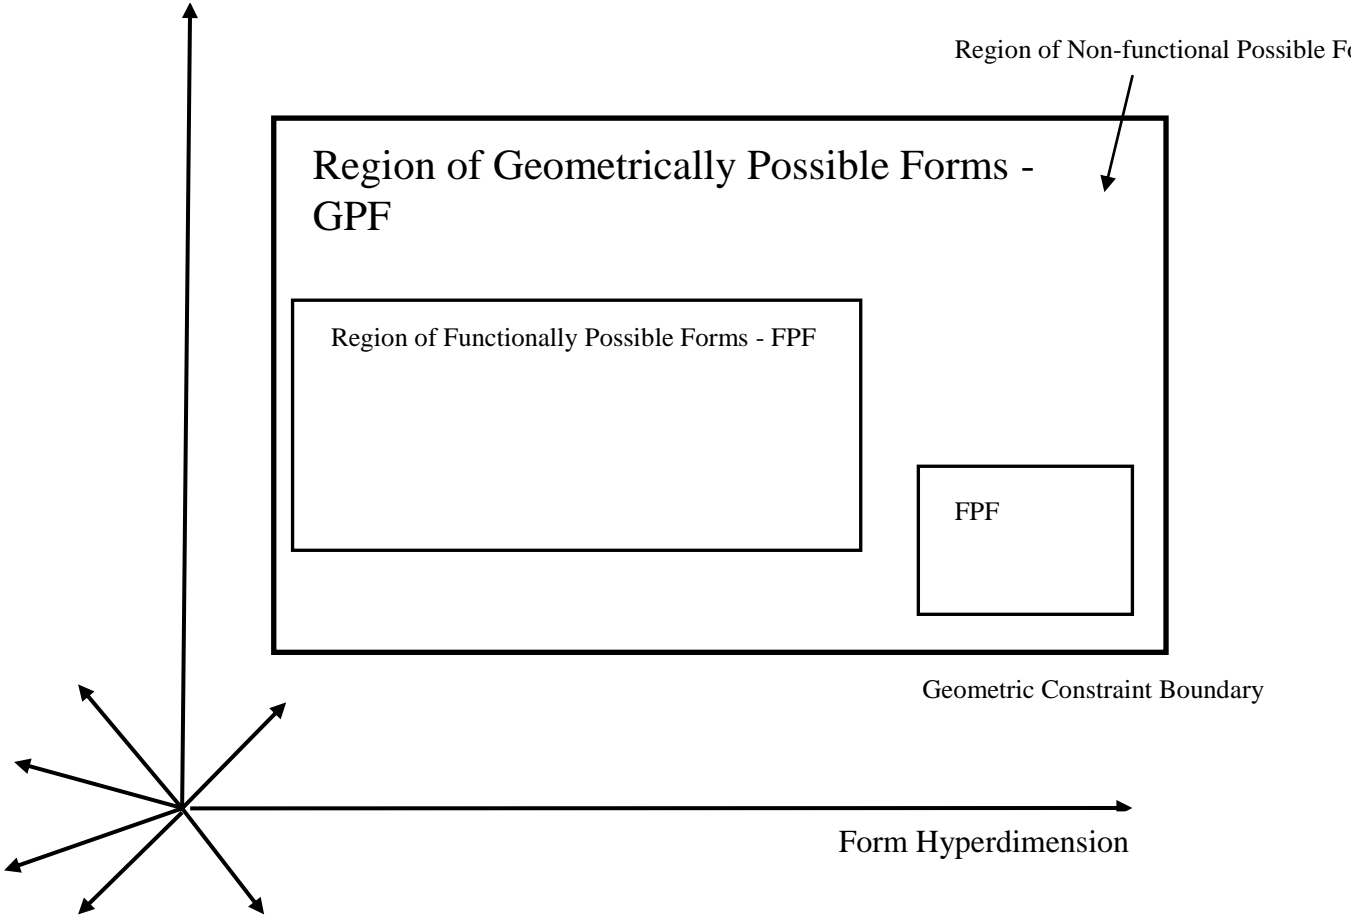 Region of Non-functional Possible
Region of Geometrically Possible Forms -
GPF
Region of Functionally Possible Forms - FPF
FPF
Geometric Constraint Boundary
Form Hyperdimension